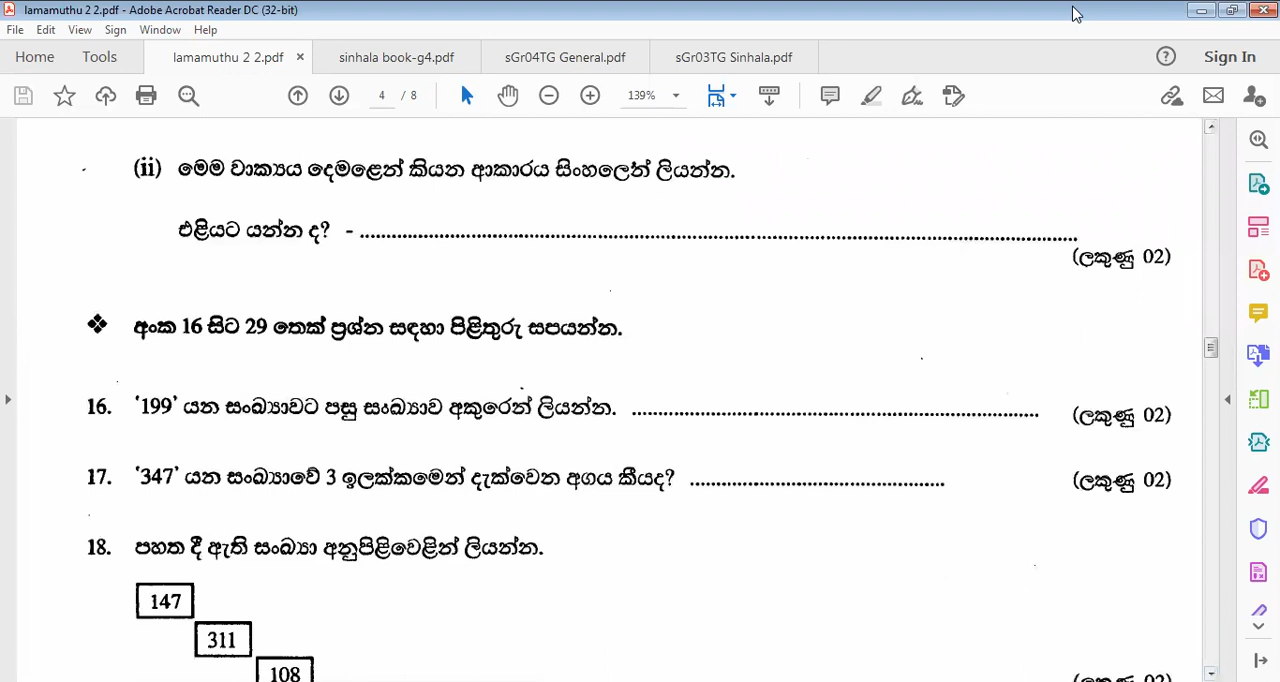 lamamuthu 2 2.pdf - Adobe Acrobat Reader DC (32-bit)
File Edit View Sign Window Help
Home Tools lamamuthu 2 2.pdf × sinhala book-g4.pdf sGr04TG General.pdf sGr03TG Sinhala.pdf Sign In
4 / 8 139%
(ii) මෙම වාක්‍යය දෙමළෙන් කියන ආකාරය සිංහලෙන් ලියන්න.
එළියට යන්න ද? - ....................................................................................
(ලකුණු 02)
❖ අංක 16 සිට 29 තෙක් ප්‍රශ්න සඳහා පිළිතුරු සපයන්න.
16. ‘199’ යන සංඛ්‍යාවට පසු සංඛ්‍යාව අකුරෙන් ලියන්න. ................................................ (ලකුණු 02)
17. ‘347’ යන සංඛ්‍යාවේ 3 ඉලක්කමෙන් දැක්වෙන අගය කීයද? ............................... (ලකුණු 02)
18. පහත දී ඇති සංඛ්‍යා අනුපිළිවෙළින් ලියන්න.
147
311
108
(ලකුණු 02)